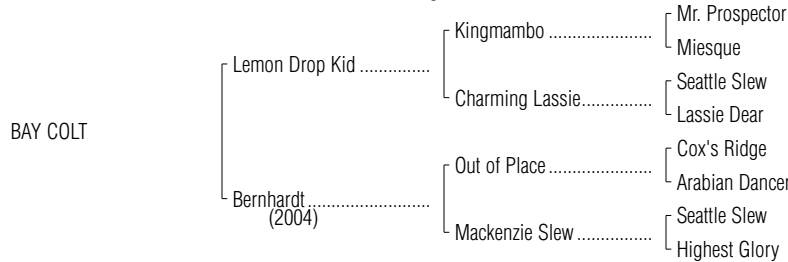 Mr. Prospector
Kingmambo ......................
Miesque
Lemon Drop Kid ...............
Seattle Slew
Charming Lassie...............
Lassie Dear
BAY COLT
Cox's Ridge
Out of Place ......................
Arabian Dancer
Bernhardt..........................
(2004)
Seattle Slew
Mackenzie Slew ................
Highest Glory